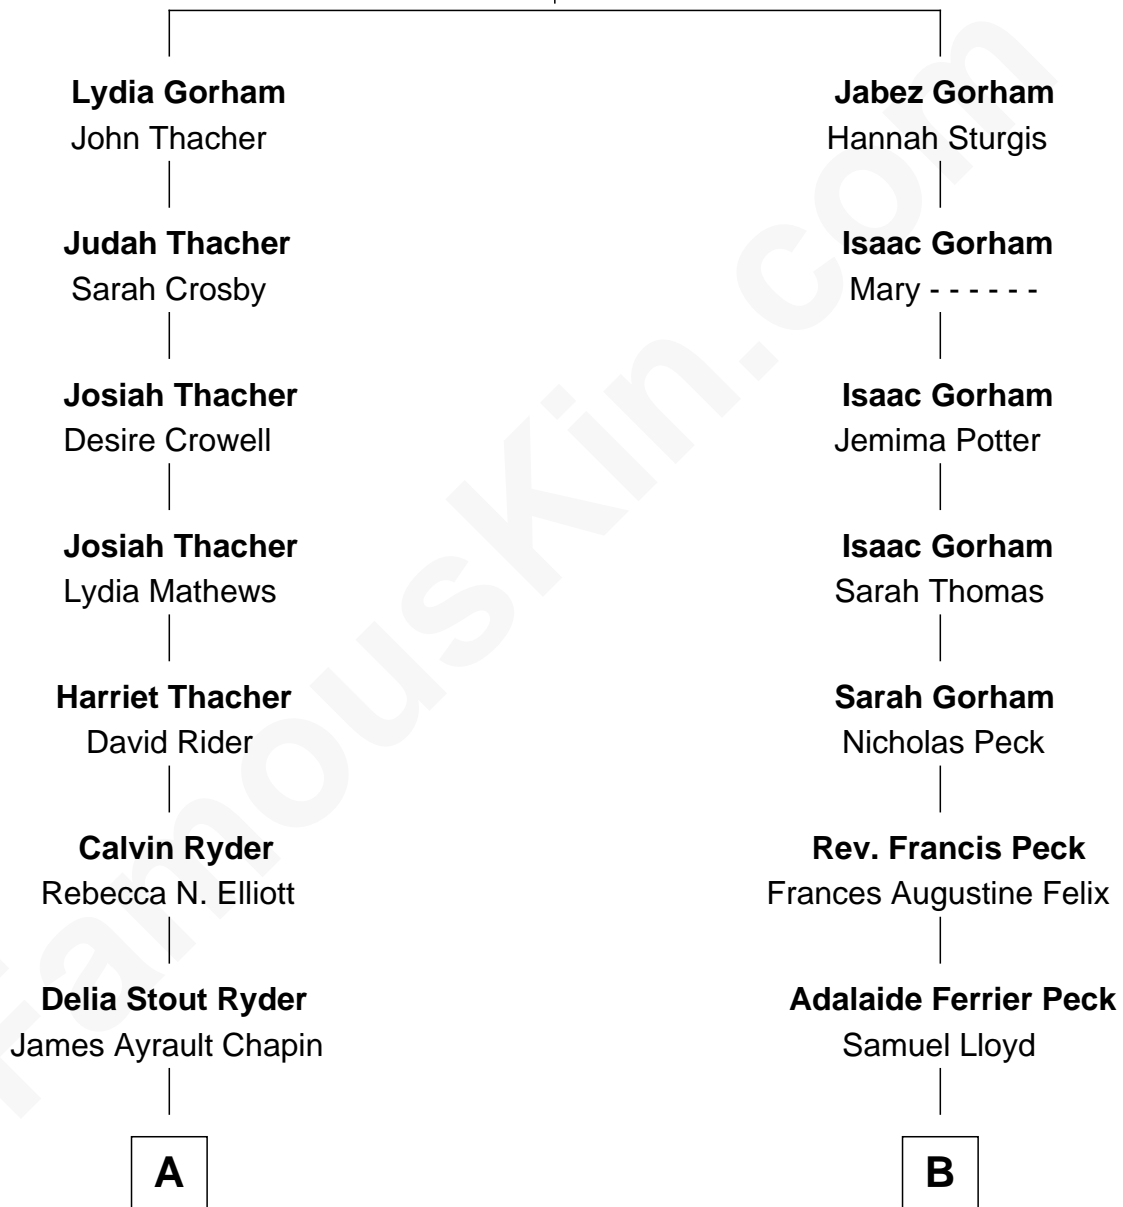 Lydia Gorham
John Thacher
Jabez Gorham
Hannah Sturgis
Judah Thacher
Sarah Crosby
Isaac Gorham
Mary - - - - - -
Josiah Thacher
Desire Crowell
Isaac Gorham
Jemima Potter
Josiah Thacher
Lydia Mathews
Isaac Gorham
Sarah Thomas
Harriet Thacher
David Rider
Sarah Gorham
Nicholas Peck
Calvin Ryder
Rebecca N. Elliott
Rev. Francis Peck
Frances Augustine Felix
Delia Stout Ryder
James Ayrault Chapin
Adalaide Ferrier Peck
Samuel Lloyd
A
B
FamousKin.com